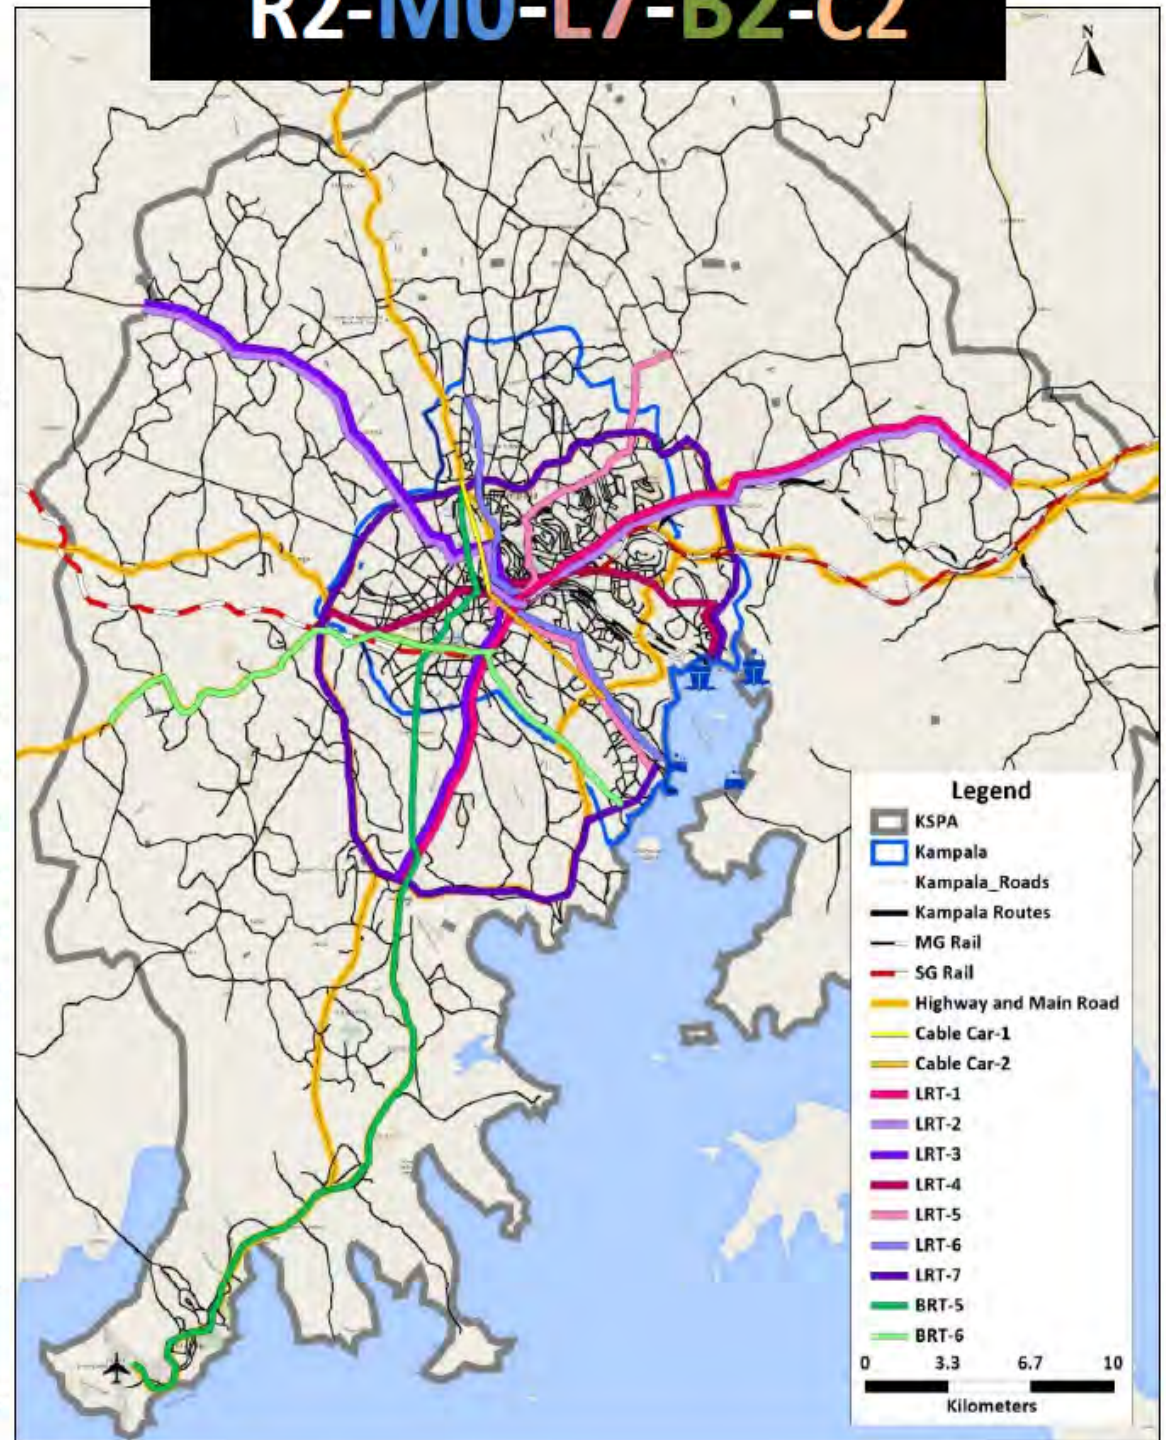 R2-M0-L7-B2-C2
N
Legend
KSPA
Kampala
Kampala_Roads
Kampala Routes
MG Rail
SG Rail
Highway and Main Road
Cable Car-1
Cable Car-2
LRT-1
LRT-2
LRT-3
LRT-4
LRT-5
LRT-6
LRT-7
BRT-5
BRT-6
0 3.3 6.7 10
Kilometers